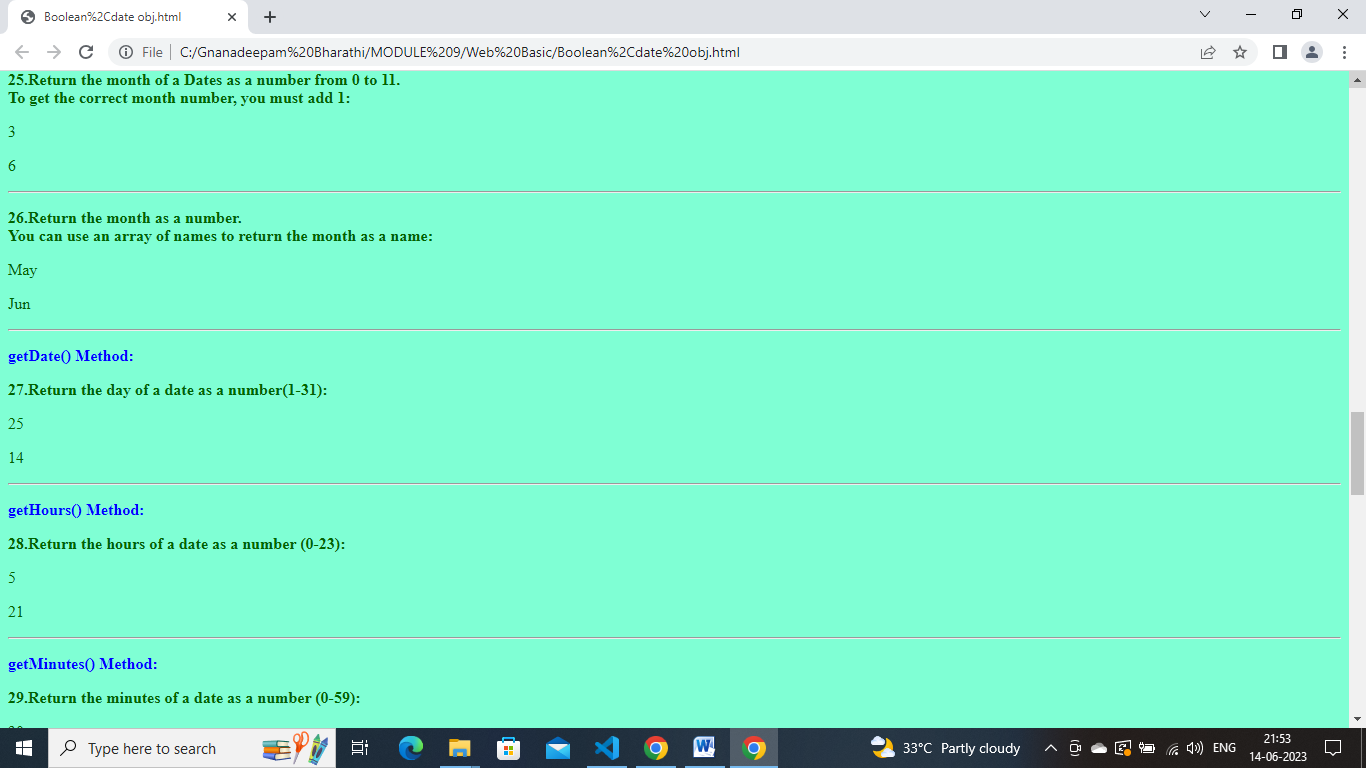 Boolean%2Cdate obj.html
File
C:/Gnanadeepam%20Bharathi/MODULE%209/Web%20Basic/Boolean%2Cdate%20obj.html
25.Return the month of a Dates as a number from 0 to 11.
To get the correct month number, you must add 1:
3
6
26.Return the month as a number.
You can use an array of names to return the month as a name:
May
Jun
getDate() Method:
27.Return the day of a date as a number(1-31):
25
14
getHours() Method:
28.Return the hours of a date as a number (0-23):
5
21
getMinutes() Method:
29.Return the minutes of a date as a number (0-59):
Type here to search
33°C Partly cloudy
ENG
21:53
14-06-2023